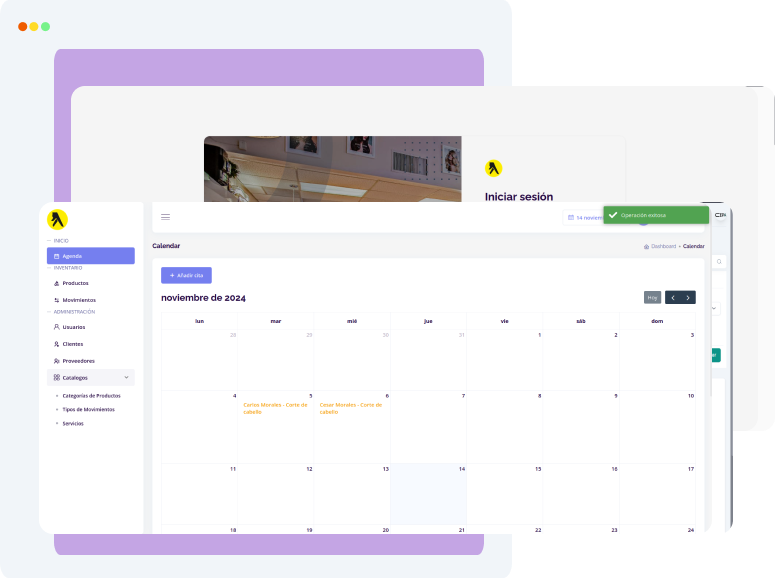 Iniciar sesión
14 noviem
Operación exitosa
INICIO
Agenda
INVENTARIO
Productos
Movimientos
ADMINISTRACIÓN
Usuarios
Clientes
Proveedores
Catalogos
Categorías de Productos
Tipos de Movimientos
Servicios
Calendar
Dashboard • Calendar
+ Añadir cita
noviembre de 2024
Hoy
lun mar mié jue vie sáb dom
28 29 30 31 1 2 3
4 5 6 7 8 9 10
Carlos Morales - Corte de cabello
Cesar Morales - Corte de cabello
11 12 13 14 15 16 17
18 19 20 21 22 23 24